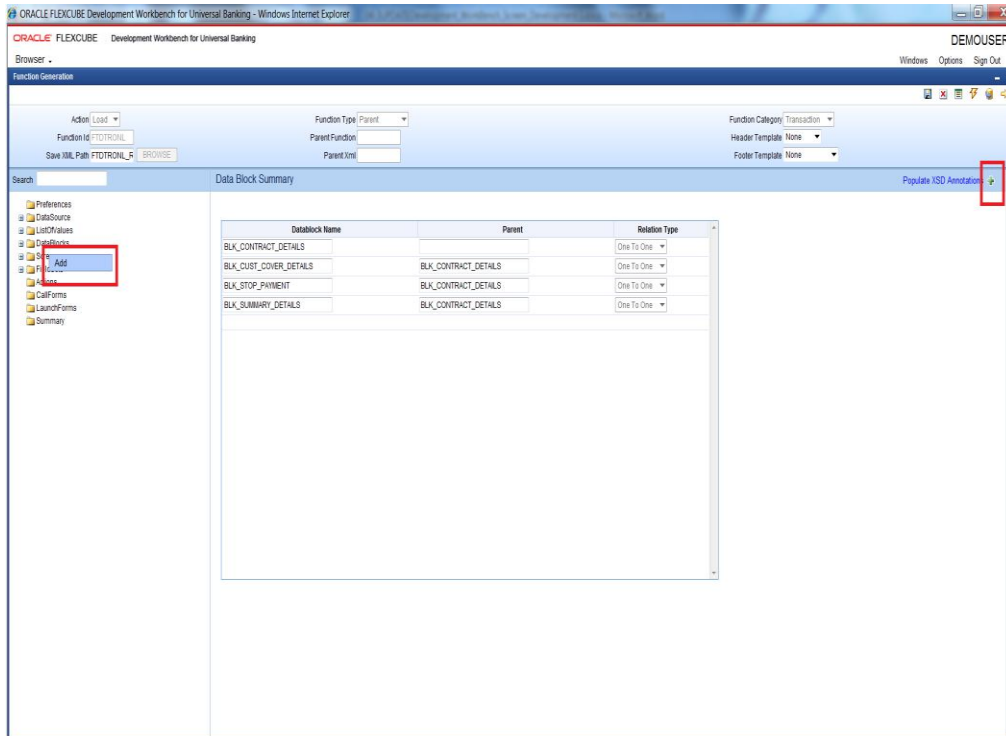 ORACLE FLEXCUBE Development Workbench for Universal Banking - Windows Internet Explorer
ORACLE FLEXCUBE Development Workbench for Universal Banking
DEMOUSER
Browser
Windows Options Sign Out
Function Generation
Action Load
Function Type Parent
Function Category Transaction
Function Id FTDTRONL
Parent Function
Header Template None
Save XML Path FTDTRONL_R BROWSE
Parent Xml
Footer Template None
Search
Data Block Summary
Populate XSD Annotations
Preferences
DataSource
ListOfValues
DataBlocks
Add
Actions
CallForms
LaunchForms
Summary
Datablock Name Parent Relation Type
BLK_CONTRACT_DETAILS One To One
BLK_CUST_COVER_DETAILS BLK_CONTRACT_DETAILS One To One
BLK_STOP_PAYMENT BLK_CONTRACT_DETAILS One To One
BLK_SUMMARY_DETAILS BLK_CONTRACT_DETAILS One To One